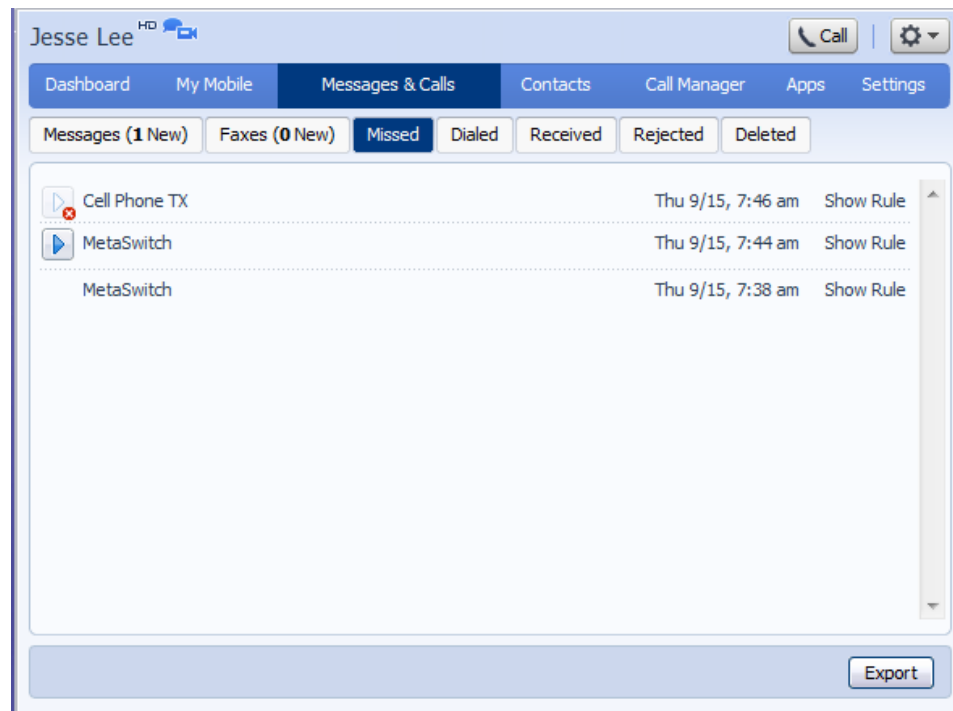 Jesse Lee HD Call
Dashboard My Mobile Messages & Calls Contacts Call Manager Apps Settings
Messages (1 New) Faxes (0 New) Missed Dialed Received Rejected Deleted
Cell Phone TX Thu 9/15, 7:46 am Show Rule
MetaSwitch Thu 9/15, 7:44 am Show Rule
MetaSwitch Thu 9/15, 7:38 am Show Rule
Export